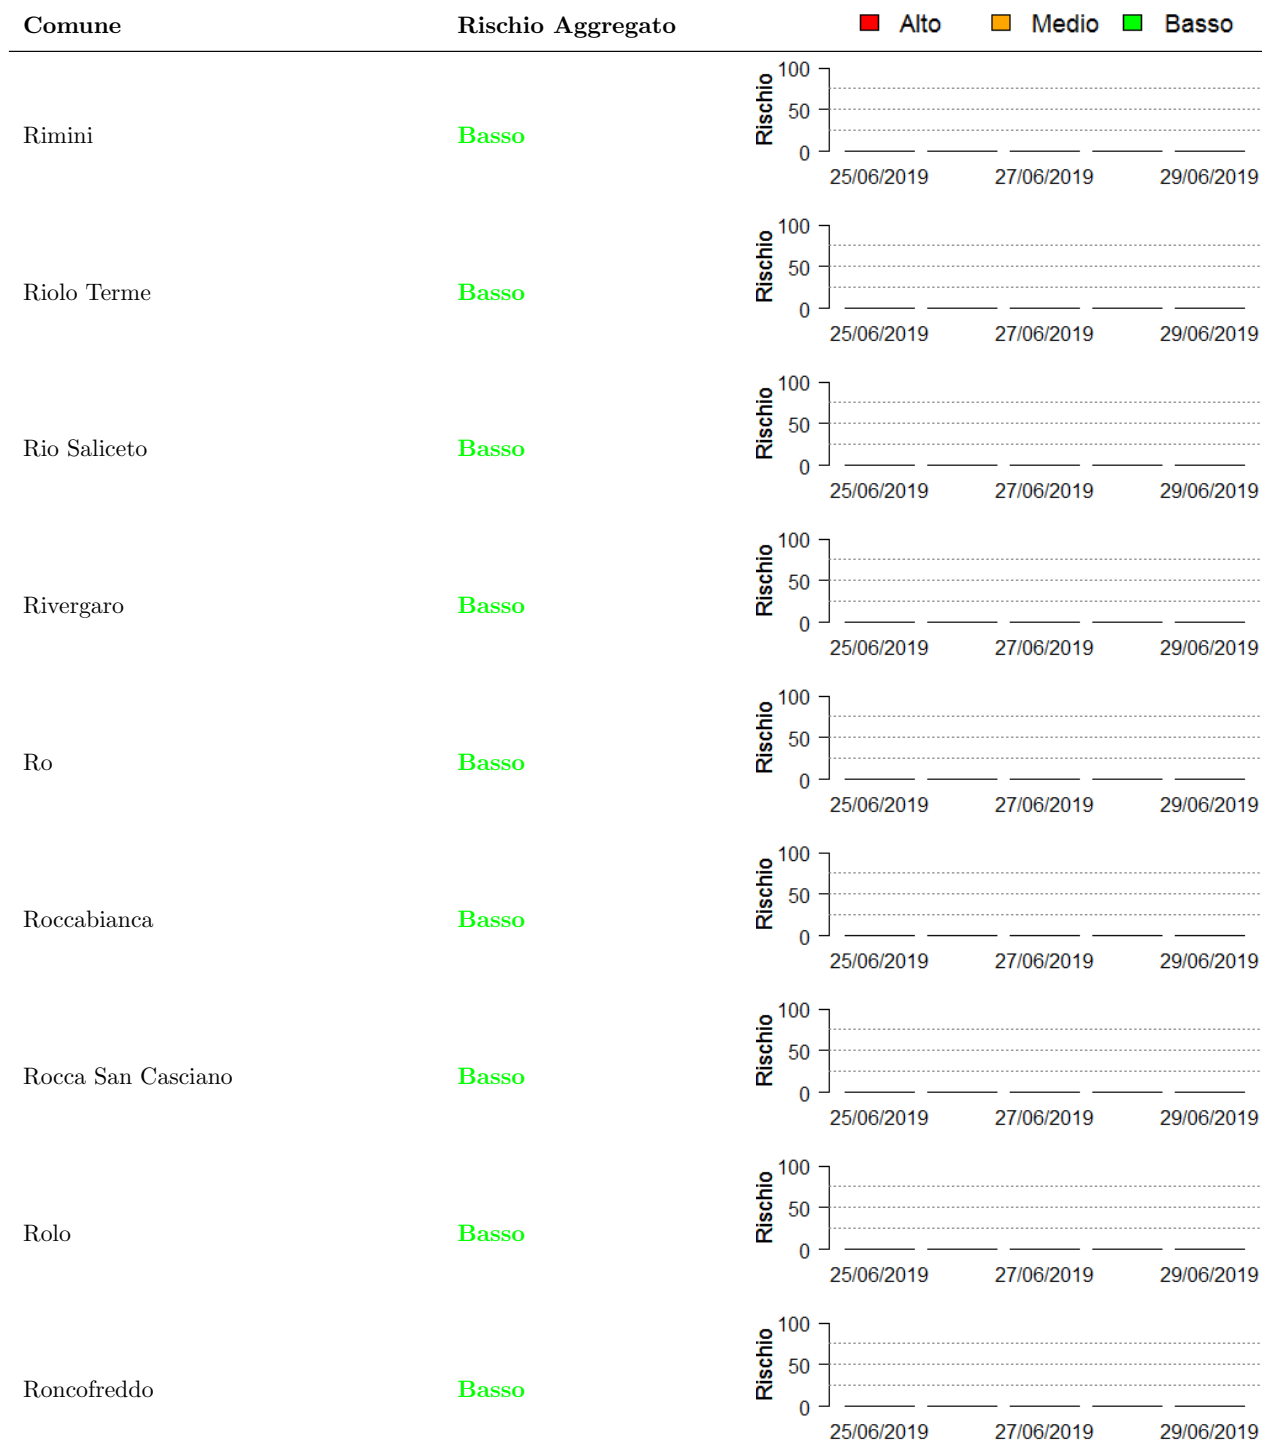 Comune Rischio Aggregato Alto Medio Basso
100
50
0
Rischio
Rimini Basso
25/06/2019 27/06/2019 29/06/2019
100
50
0
Rischio
Riolo Terme Basso
25/06/2019 27/06/2019 29/06/2019
100
50
0
Rischio
Rio Saliceto Basso
25/06/2019 27/06/2019 29/06/2019
100
50
0
Rischio
Rivergaro Basso
25/06/2019 27/06/2019 29/06/2019
100
50
0
Rischio
Ro Basso
25/06/2019 27/06/2019 29/06/2019
100
50
0
Rischio
Roccabianca Basso
25/06/2019 27/06/2019 29/06/2019
100
50
0
Rischio
Rocca San Casciano Basso
25/06/2019 27/06/2019 29/06/2019
100
50
0
Rischio
Rolo Basso
25/06/2019 27/06/2019 29/06/2019
100
50
0
Rischio
Roncofreddo Basso
25/06/2019 27/06/2019 29/06/2019